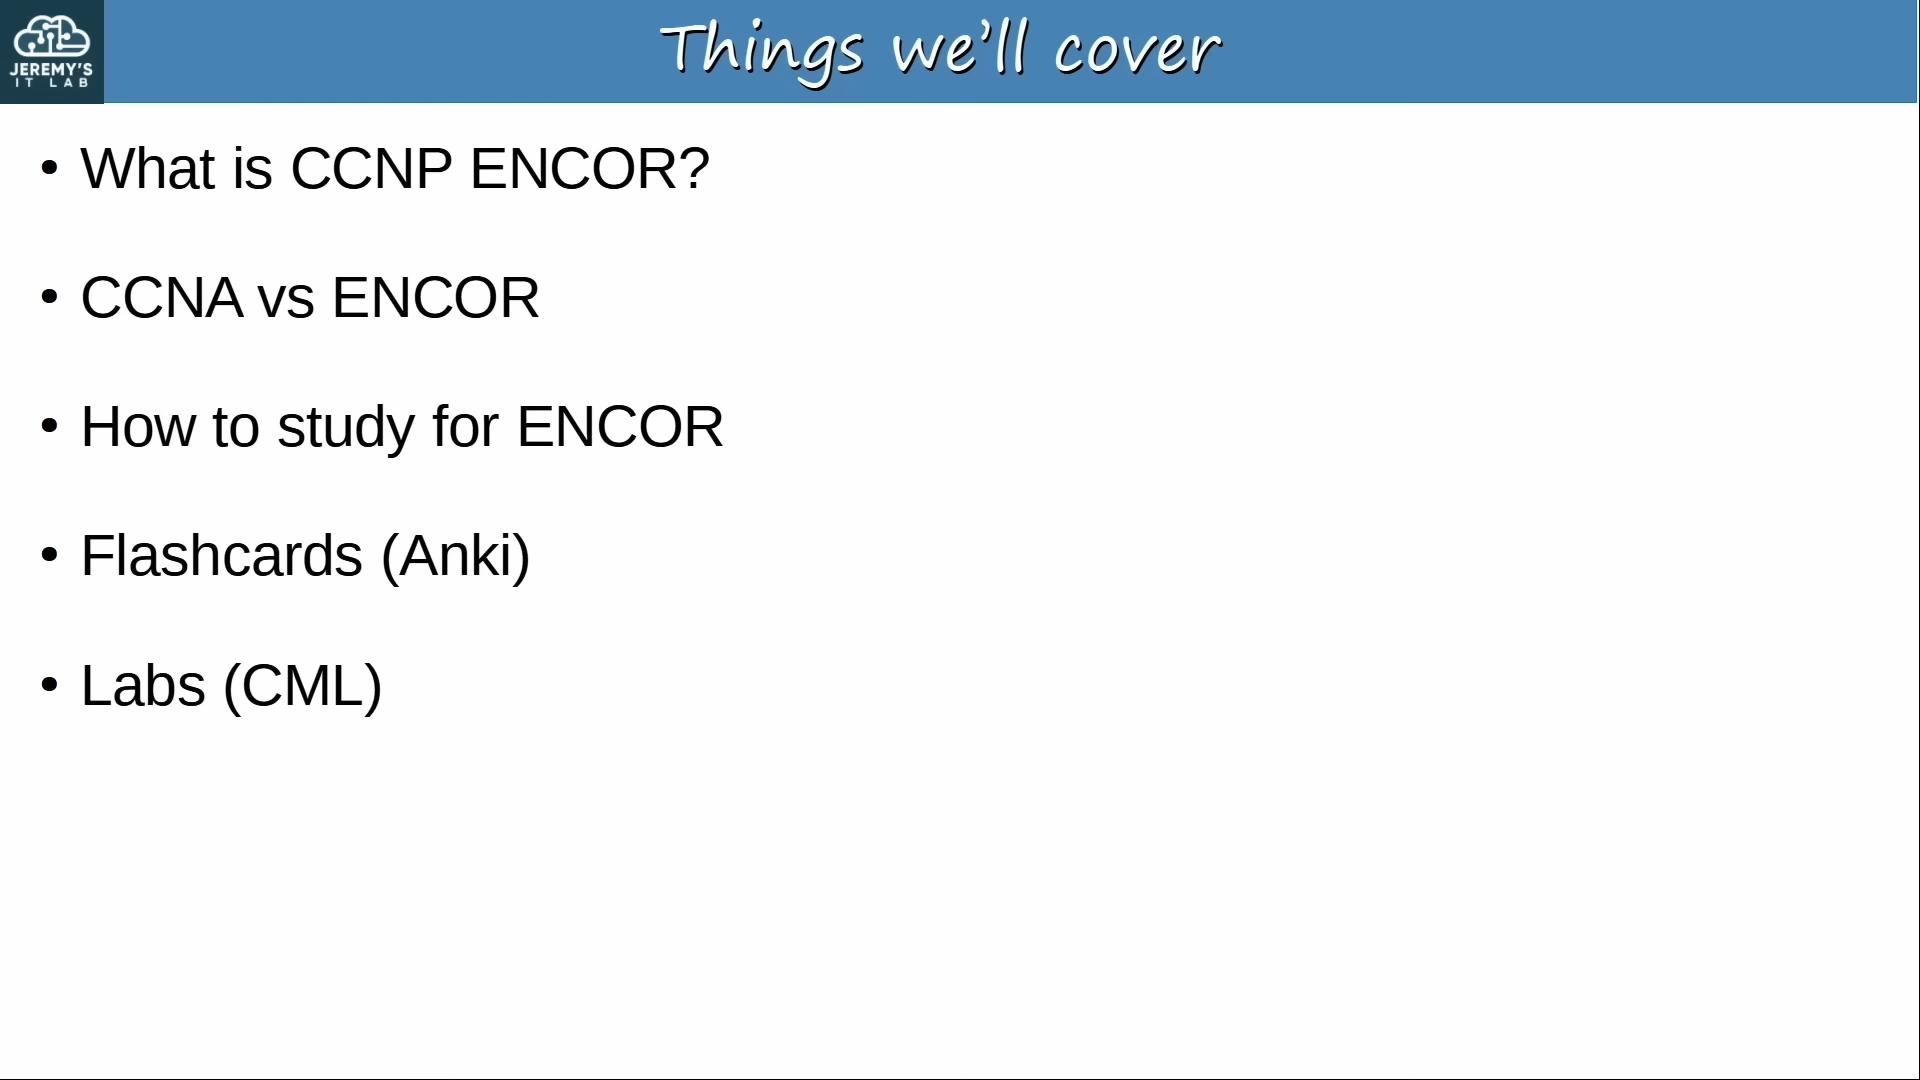 JEREMY'S
IT LAB
Things we'll cover
• What is CCNP ENCOR?
• CCNA vs ENCOR
• How to study for ENCOR
• Flashcards (Anki)
• Labs (CML)